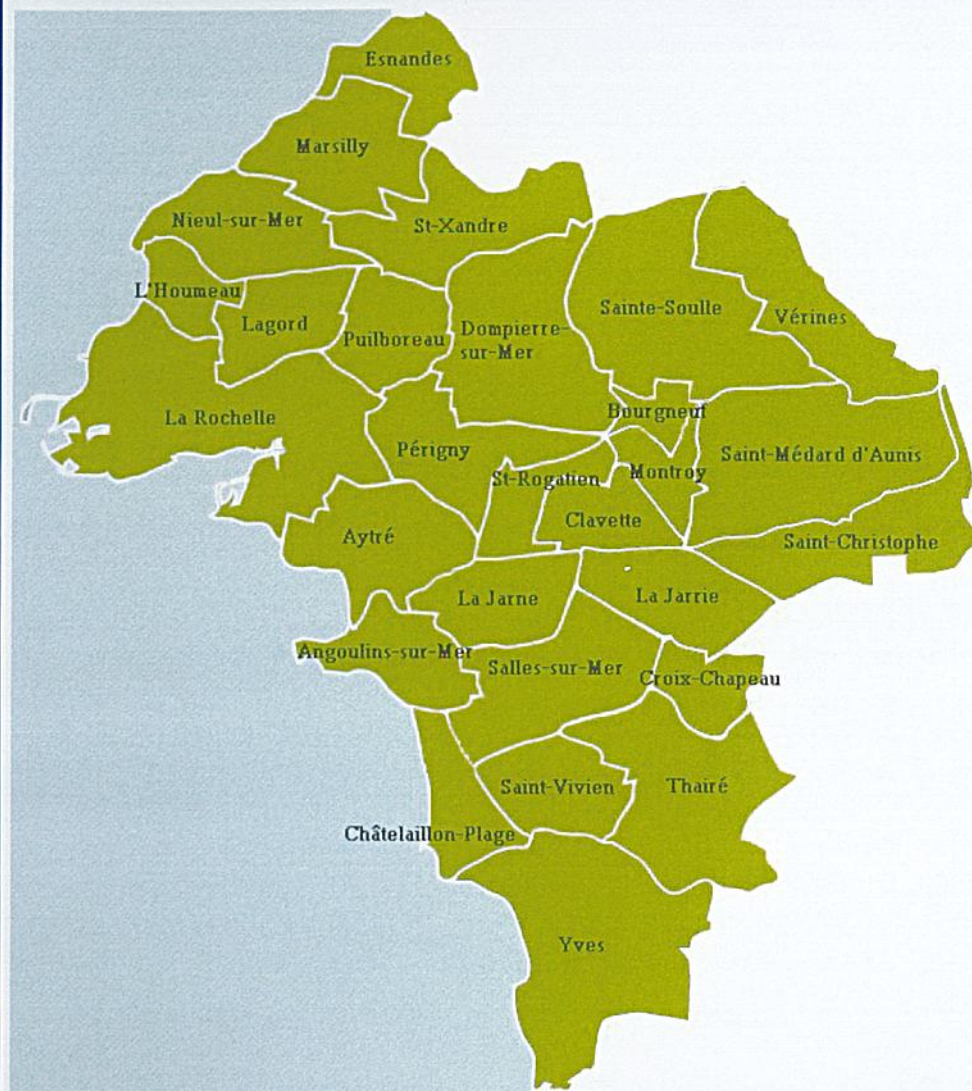 Esnandes
Marsilly
Nieul-sur-Mer
St-Xandre
L'Houmeau
Lagord
Puilboreau
Dompierre-
sur-Mer
Sainte-Soulle
Vérines
La Rochelle
Bourgneuf
Périgny
St-Rogatien
Montroy
Saint-Médard d'Aunis
Clavette
Aytré
Saint-Christophe
La Jarne
La Jarrie
Angoulins-sur-Mer
Salles-sur-Mer
Croix-Chapeau
Saint-Vivien
Thairé
Châtelaillon-Plage
Yves